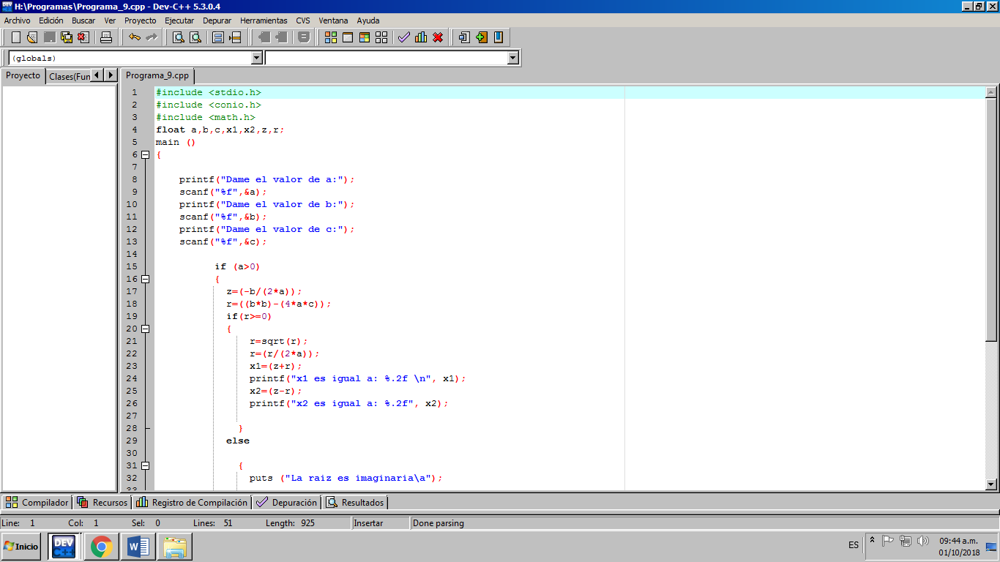 H:\Programas\Programa_9.cpp - Dev-C++ 5.3.0.4
Archivo Edición Buscar Ver Proyecto Ejecutar Depurar Herramientas CVS Ventana Ayuda
(globals)
Proyecto Clases(Fun Programa_9.cpp
1 #include <stdio.h>
2 #include <conio.h>
3 #include <math.h>
4 float a,b,c,x1,x2,z,r;
5 main ()
6 {
7
8 printf("Dame el valor de a:");
9 scanf("%f",&a);
10 printf("Dame el valor de b:");
11 scanf("%f",&b);
12 printf("Dame el valor de c:");
13 scanf("%f",&c);
14
15 if (a>0)
16 {
17 z=(-b/(2*a));
18 r=((b*b)-(4*a*c));
19 if(r>=0)
20 {
21 r=sqrt(r);
22 r=(r/(2*a));
23 x1=(z+r);
24 printf("x1 es igual a: %.2f \n", x1);
25 x2=(z-r);
26 printf("x2 es igual a: %.2f", x2);
27
28 }
29 else
30
31 {
32 puts ("La raiz es imaginaria\a");
33
Compilador Recursos Registro de Compilación Depuración Resultados
Line: 1 Col: 1 Sel: 0 Lines: 51 Length: 925 Insertar Done parsing
Inicio DEV C++ W ES 09:44 a.m.
01/10/2018